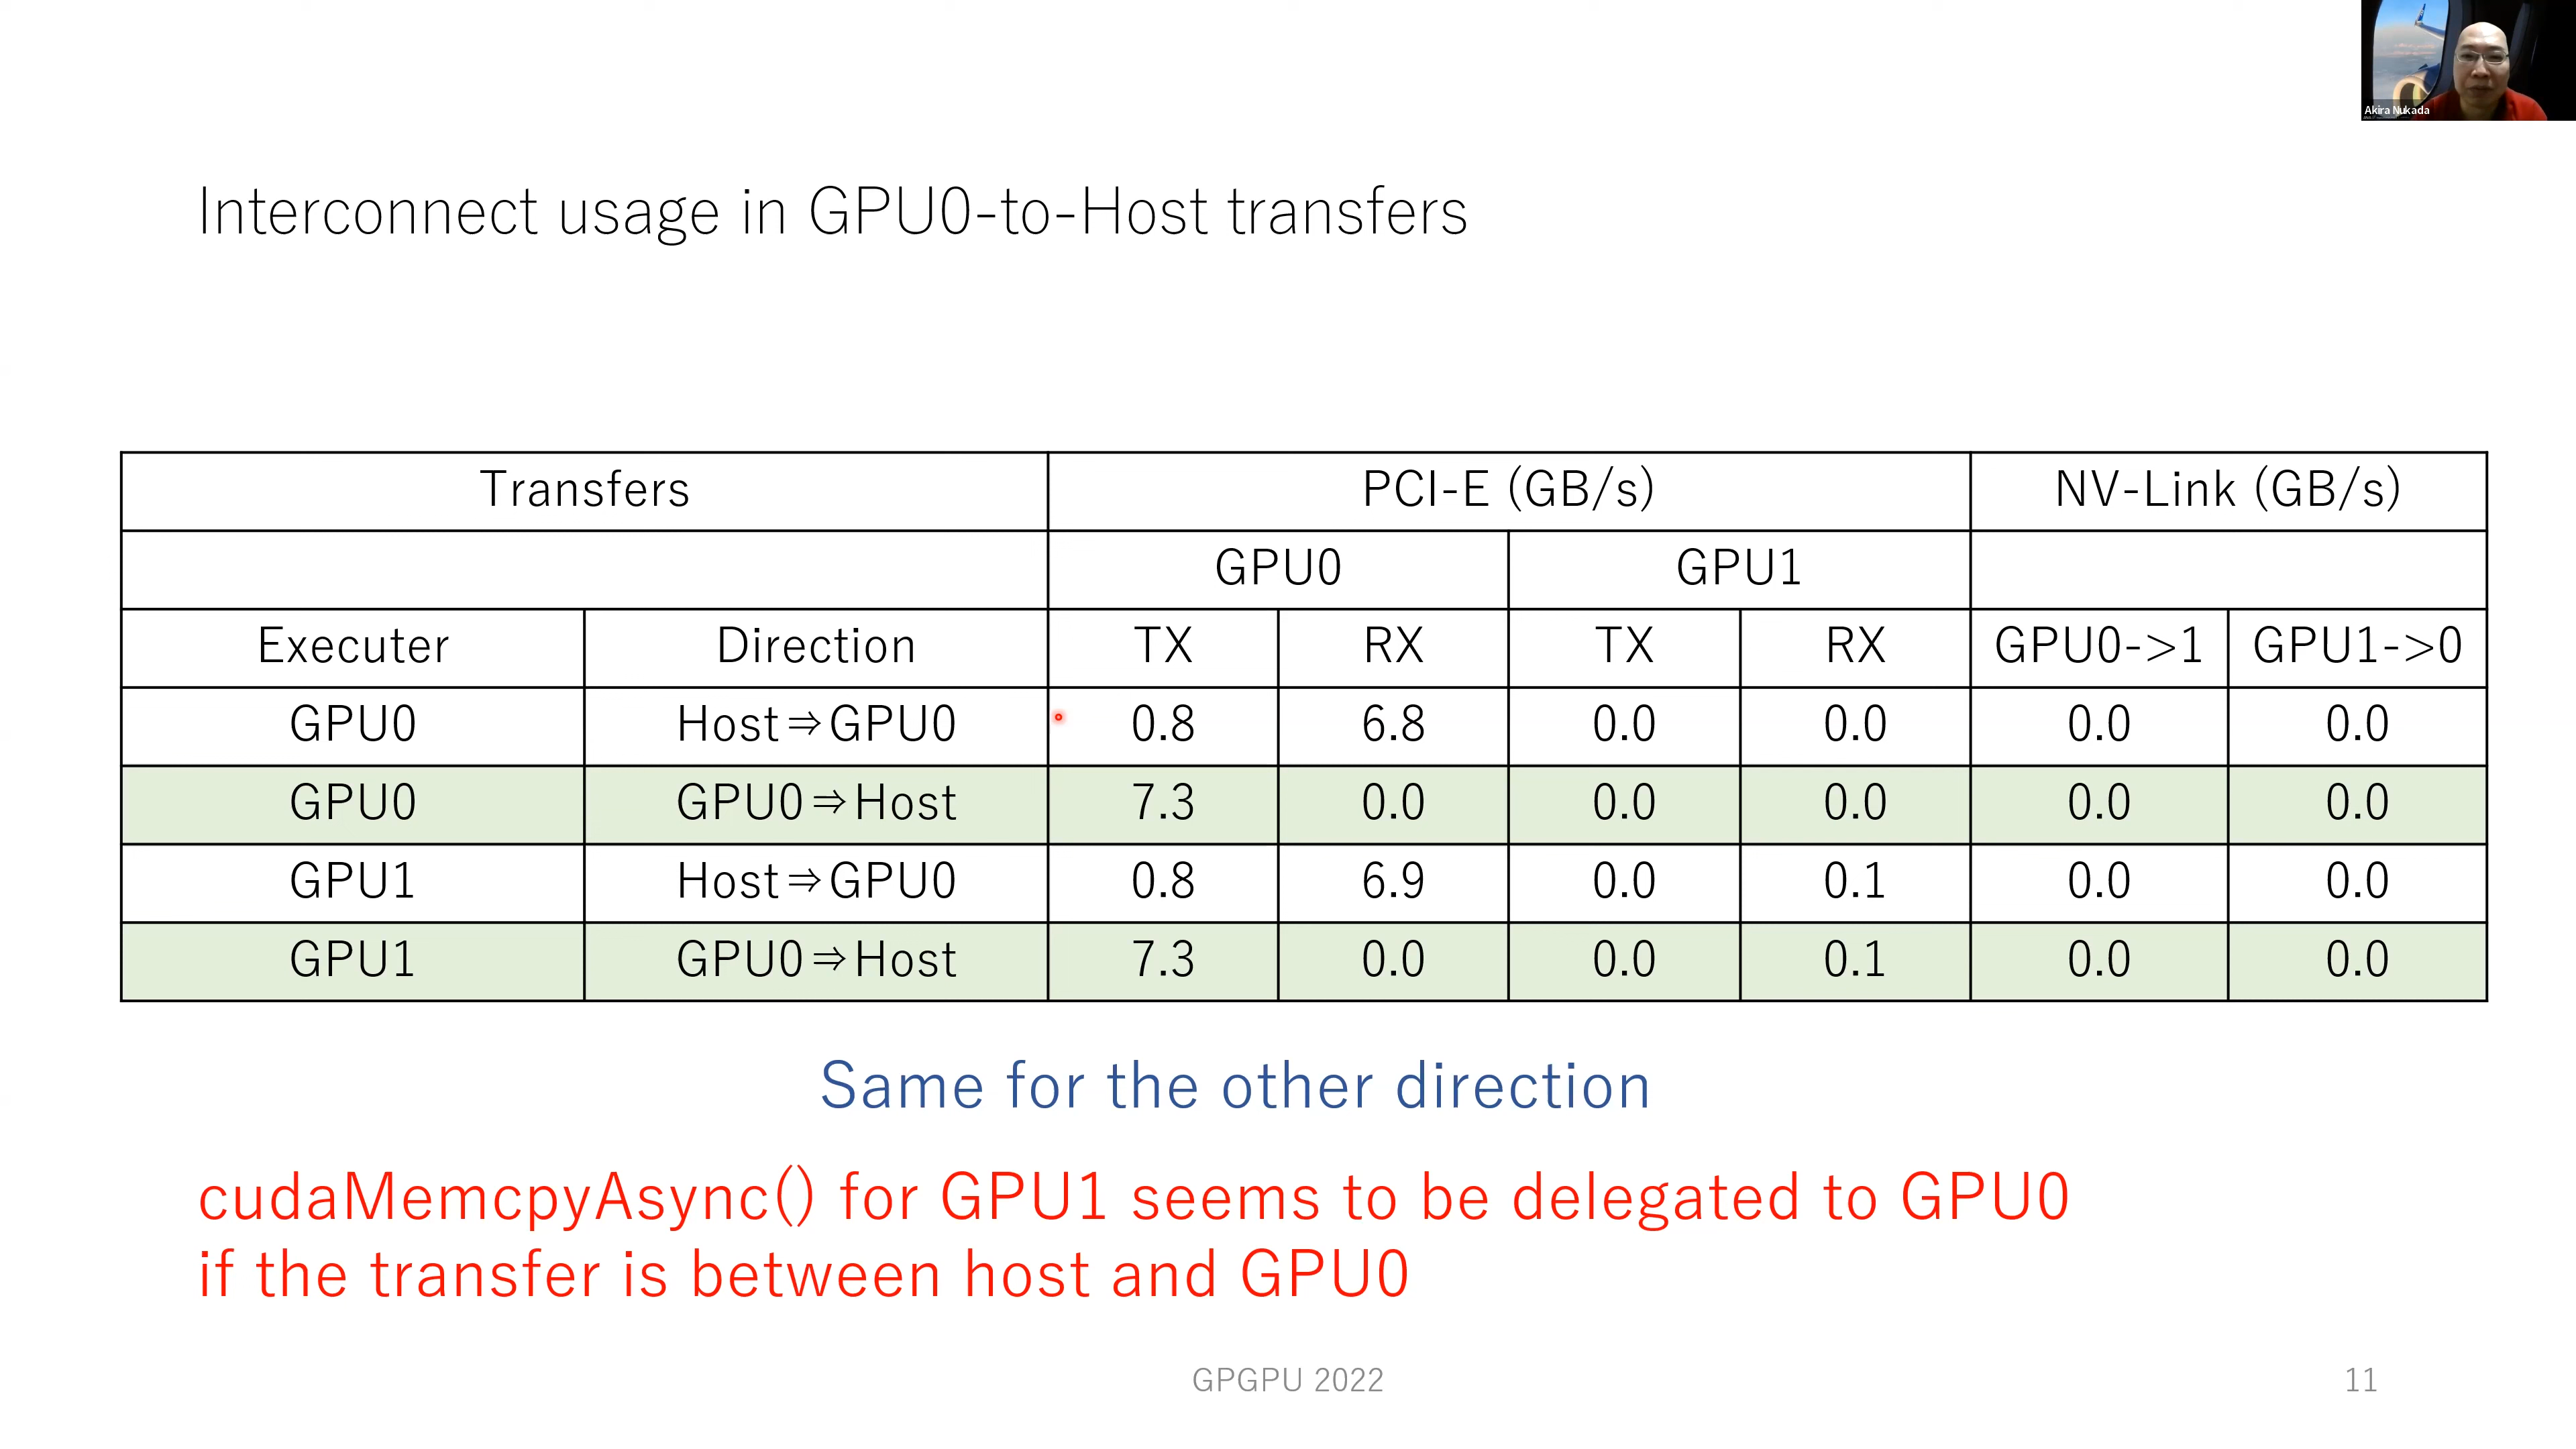 Akira Nukada
Interconnect usage in GPU0-to-Host transfers
Transfers PCI-E (GB/s) NV-Link (GB/s)
GPU0 GPU1
Executer Direction TX RX TX RX GPU0->1 GPU1->0
GPU0 Host⇒GPU0 0.8 6.8 0.0 0.0 0.0 0.0
GPU0 GPU0⇒Host 7.3 0.0 0.0 0.0 0.0 0.0
GPU1 Host⇒GPU0 0.8 6.9 0.0 0.1 0.0 0.0
GPU1 GPU0⇒Host 7.3 0.0 0.0 0.1 0.0 0.0
Same for the other direction
cudaMemcpyAsync() for GPU1 seems to be delegated to GPU0
if the transfer is between host and GPU0
GPGPU 2022
11